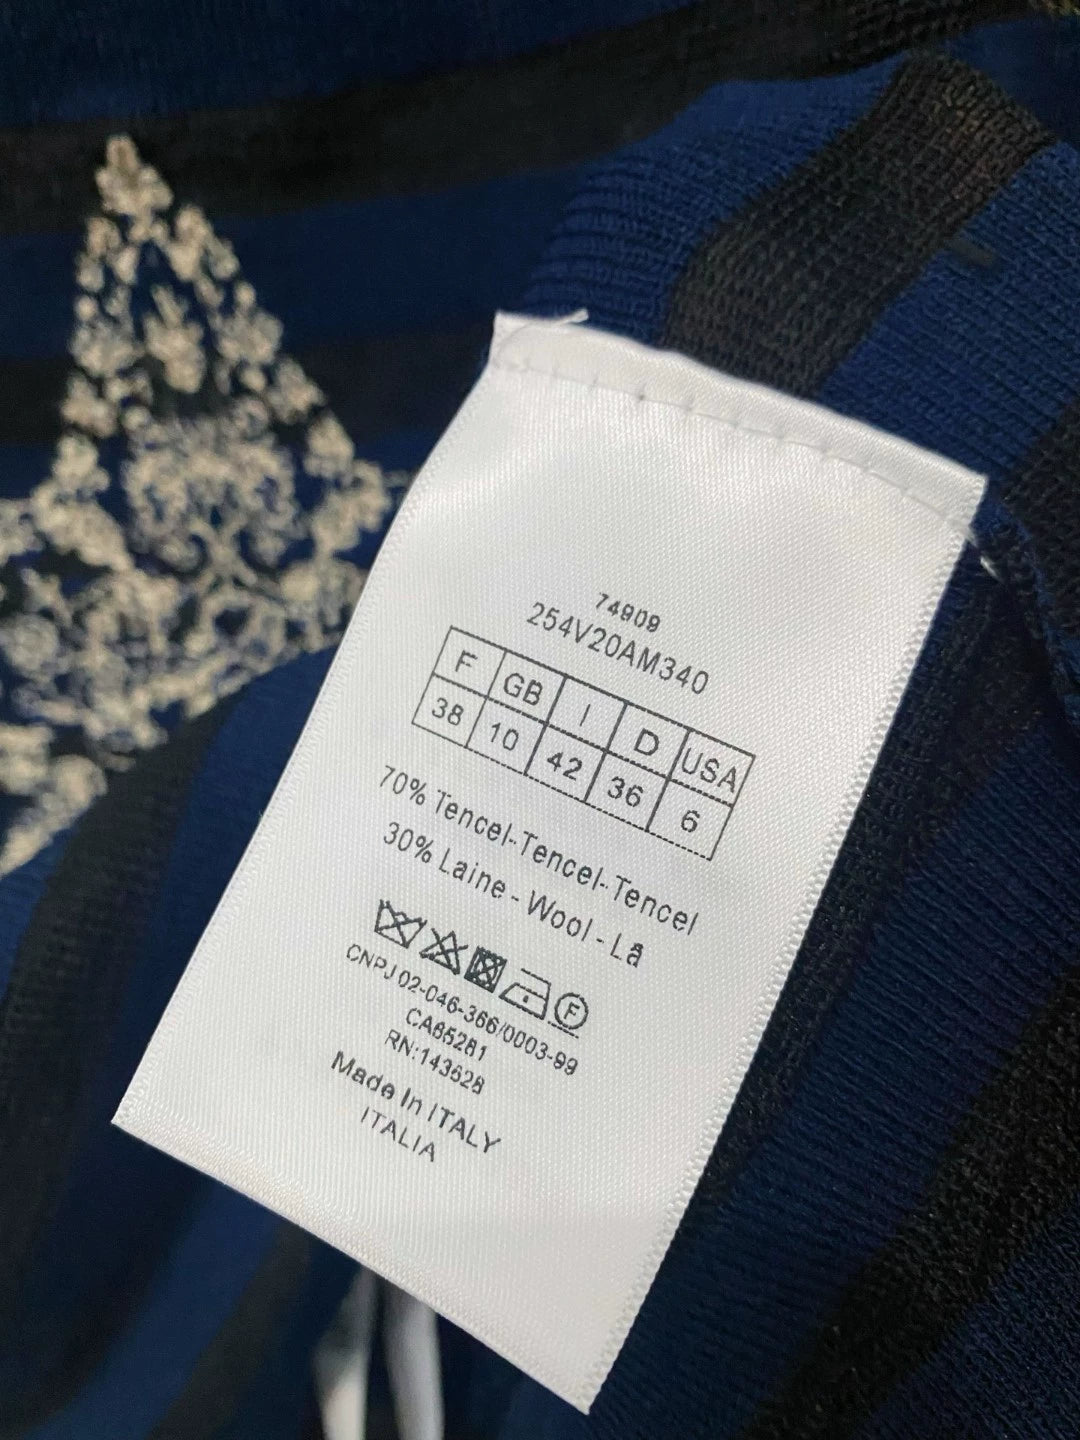 74909
254V20AM340
F GB I D USA
38 10 42 36 6
70% Tencel-Tencel-Tencel
30% Laine - Wool - Lã
F
CNPJ 02-046-366/0003-99
CA65281
RN:143628
Made In ITALY
ITALIA